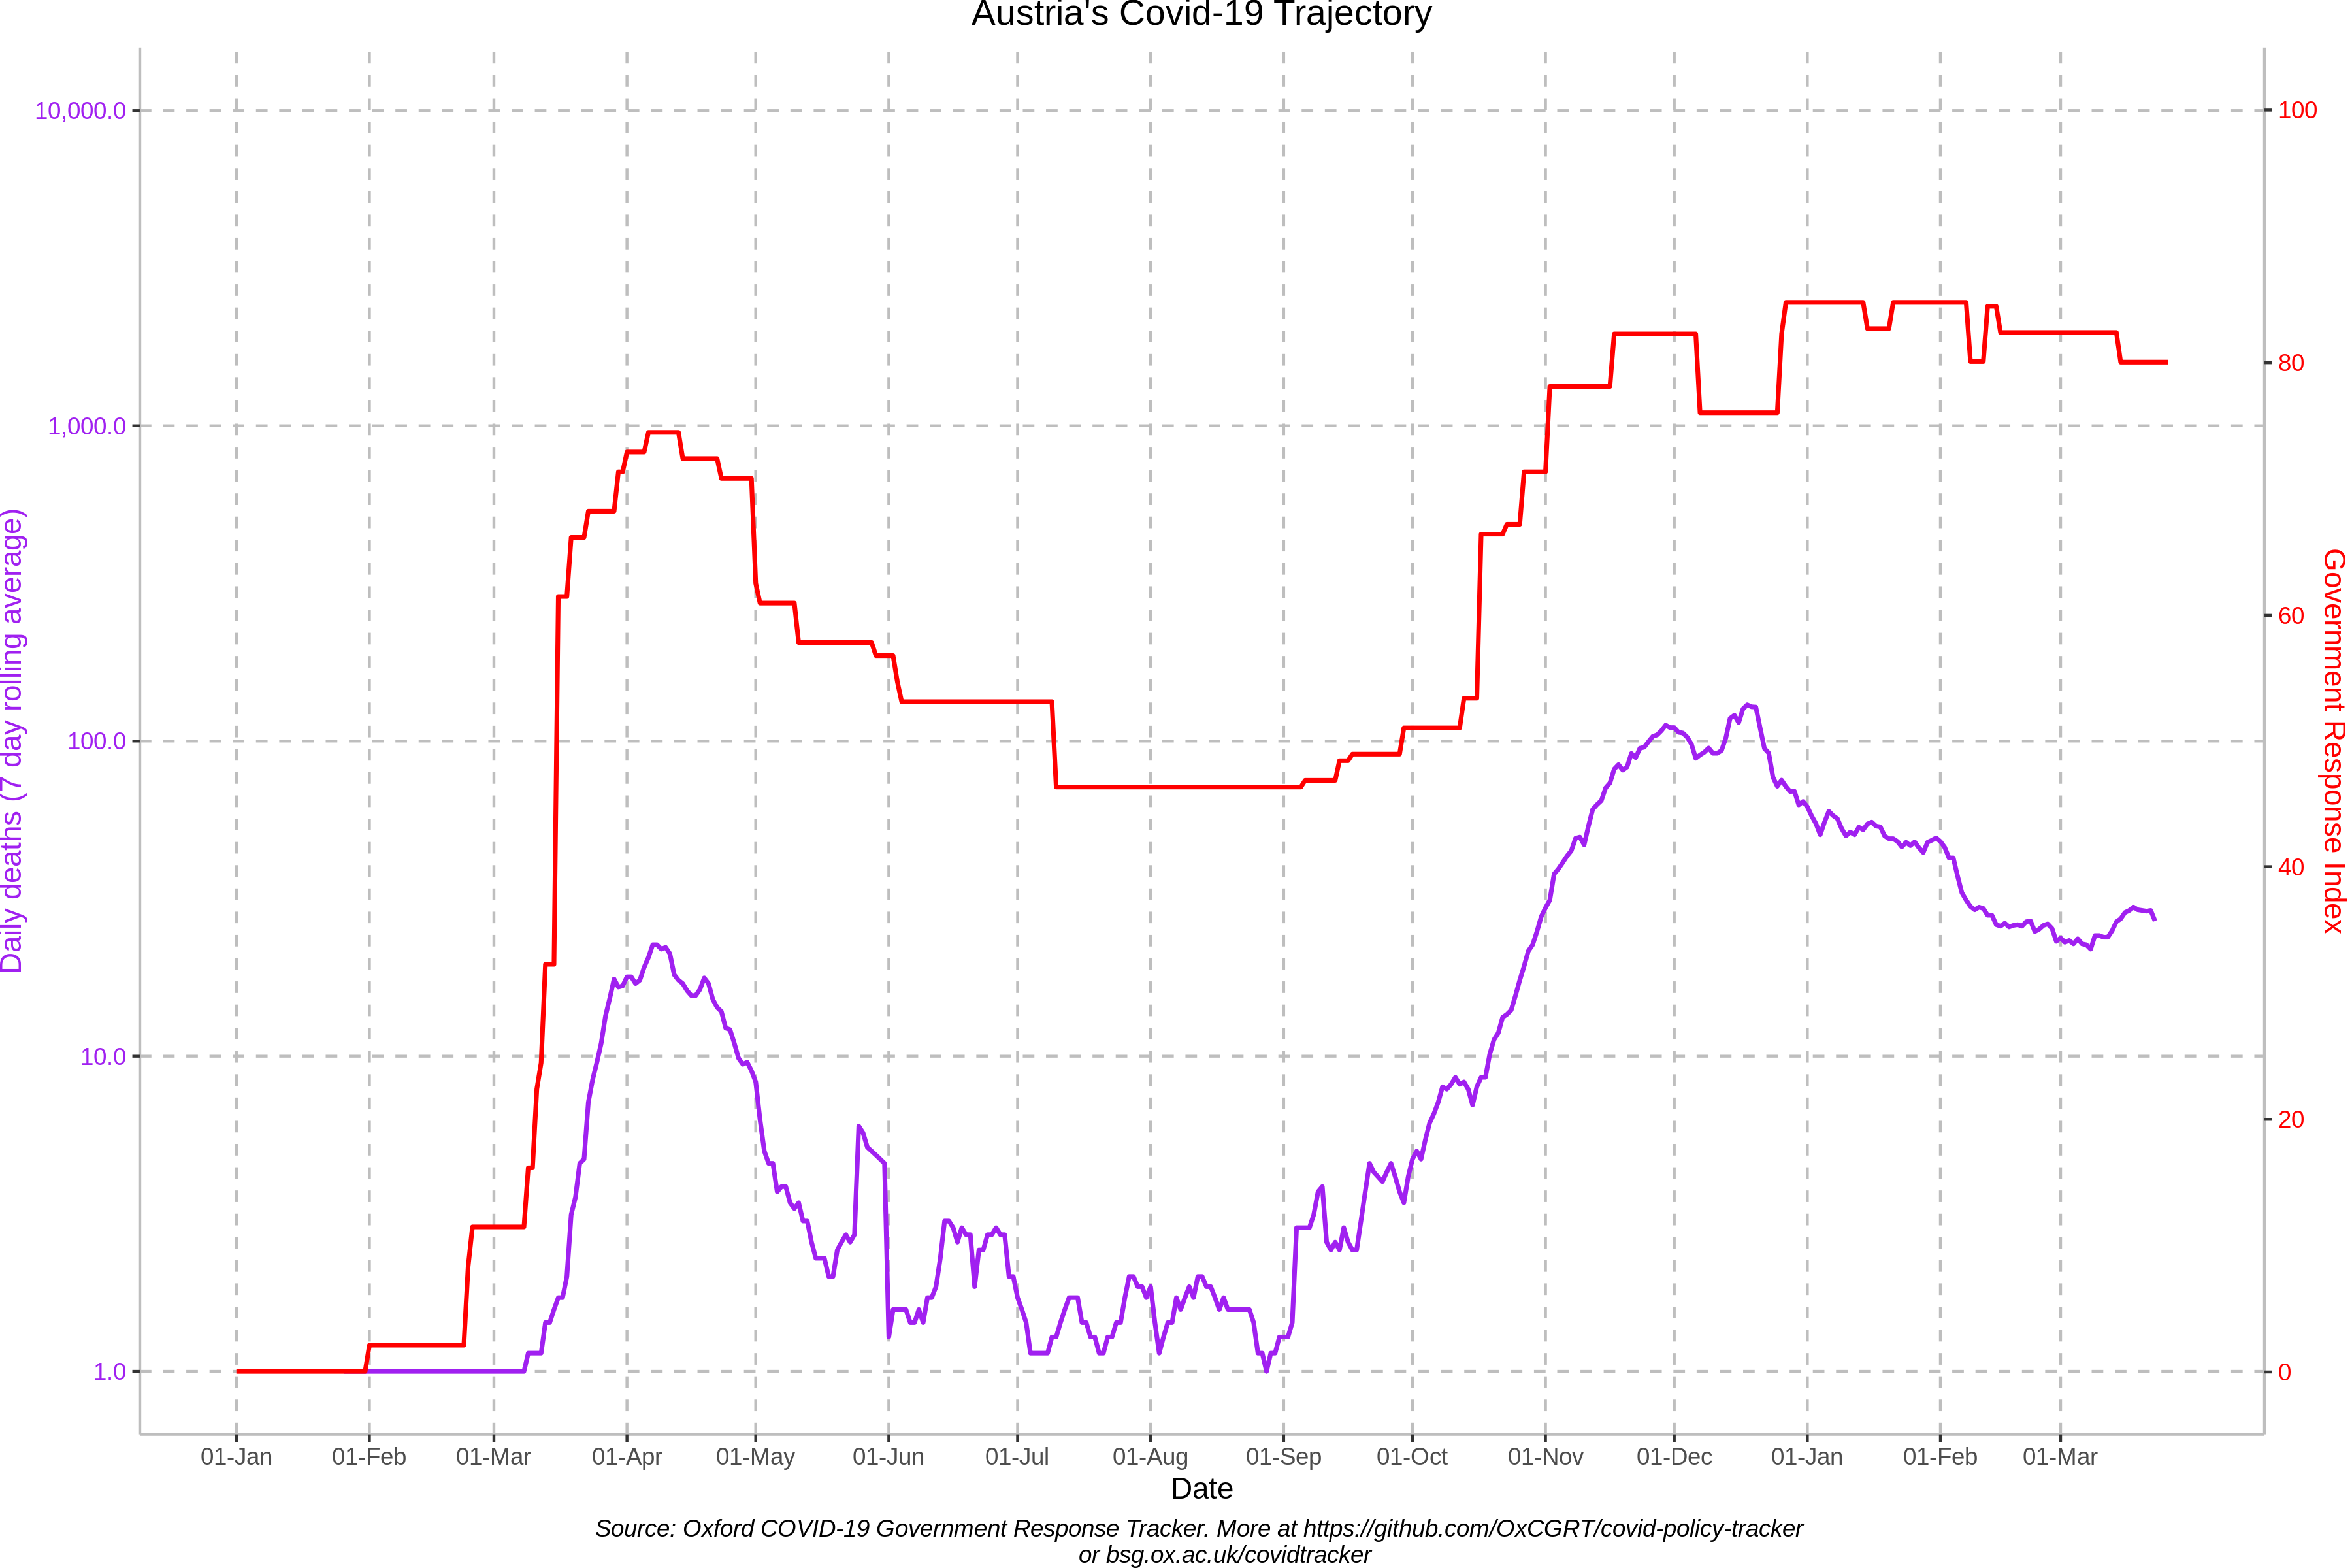 Austria's Covid-19 Trajectory
10,000.0
1,000.0
100.0
10.0
1.0
Daily deaths (7 day rolling average)
100
80
60
40
20
0
Government Response Index
01-Jan 01-Feb 01-Mar 01-Apr 01-May 01-Jun 01-Jul 01-Aug 01-Sep 01-Oct 01-Nov 01-Dec 01-Jan 01-Feb 01-Mar
Date
Source: Oxford COVID-19 Government Response Tracker. More at https://github.com/OxCGRT/covid-policy-tracker
or bsg.ox.ac.uk/covidtracker